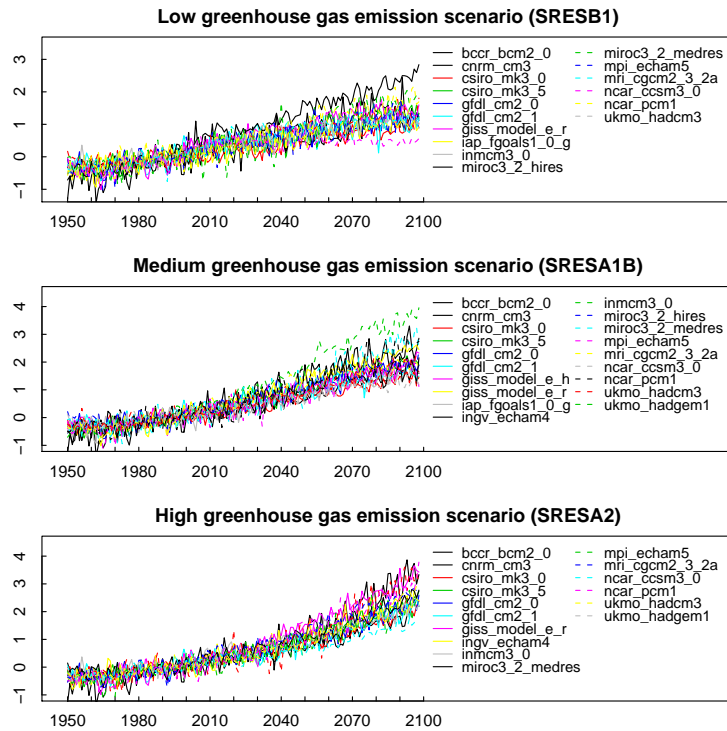 Low greenhouse gas emission scenario (SRESB1)
3
2
1
0
−1
bccr_bcm2_0
cnrm_cm3
csiro_mk3_0
csiro_mk3_5
gfdl_cm2_0
gfdl_cm2_1
giss_model_e_r
iap_fgoals1_0_g
inmcm3_0
miroc3_2_hires
miroc3_2_medres
mpi_echam5
mri_cgcm2_3_2a
ncar_ccsm3_0
ncar_pcm1
ukmo_hadcm3
1950 1980 2010 2040 2070 2100
Medium greenhouse gas emission scenario (SRESA1B)
4
3
2
1
0
−1
bccr_bcm2_0
cnrm_cm3
csiro_mk3_0
csiro_mk3_5
gfdl_cm2_0
gfdl_cm2_1
giss_model_e_h
giss_model_e_r
iap_fgoals1_0_g
ingv_echam4
inmcm3_0
miroc3_2_hires
miroc3_2_medres
mpi_echam5
mri_cgcm2_3_2a
ncar_ccsm3_0
ncar_pcm1
ukmo_hadcm3
ukmo_hadgem1
1950 1980 2010 2040 2070 2100
High greenhouse gas emission scenario (SRESA2)
4
3
2
1
0
−1
bccr_bcm2_0
cnrm_cm3
csiro_mk3_0
csiro_mk3_5
gfdl_cm2_0
gfdl_cm2_1
giss_model_e_r
ingv_echam4
inmcm3_0
miroc3_2_medres
mpi_echam5
mri_cgcm2_3_2a
ncar_ccsm3_0
ncar_pcm1
ukmo_hadcm3
ukmo_hadgem1
1950 1980 2010 2040 2070 2100